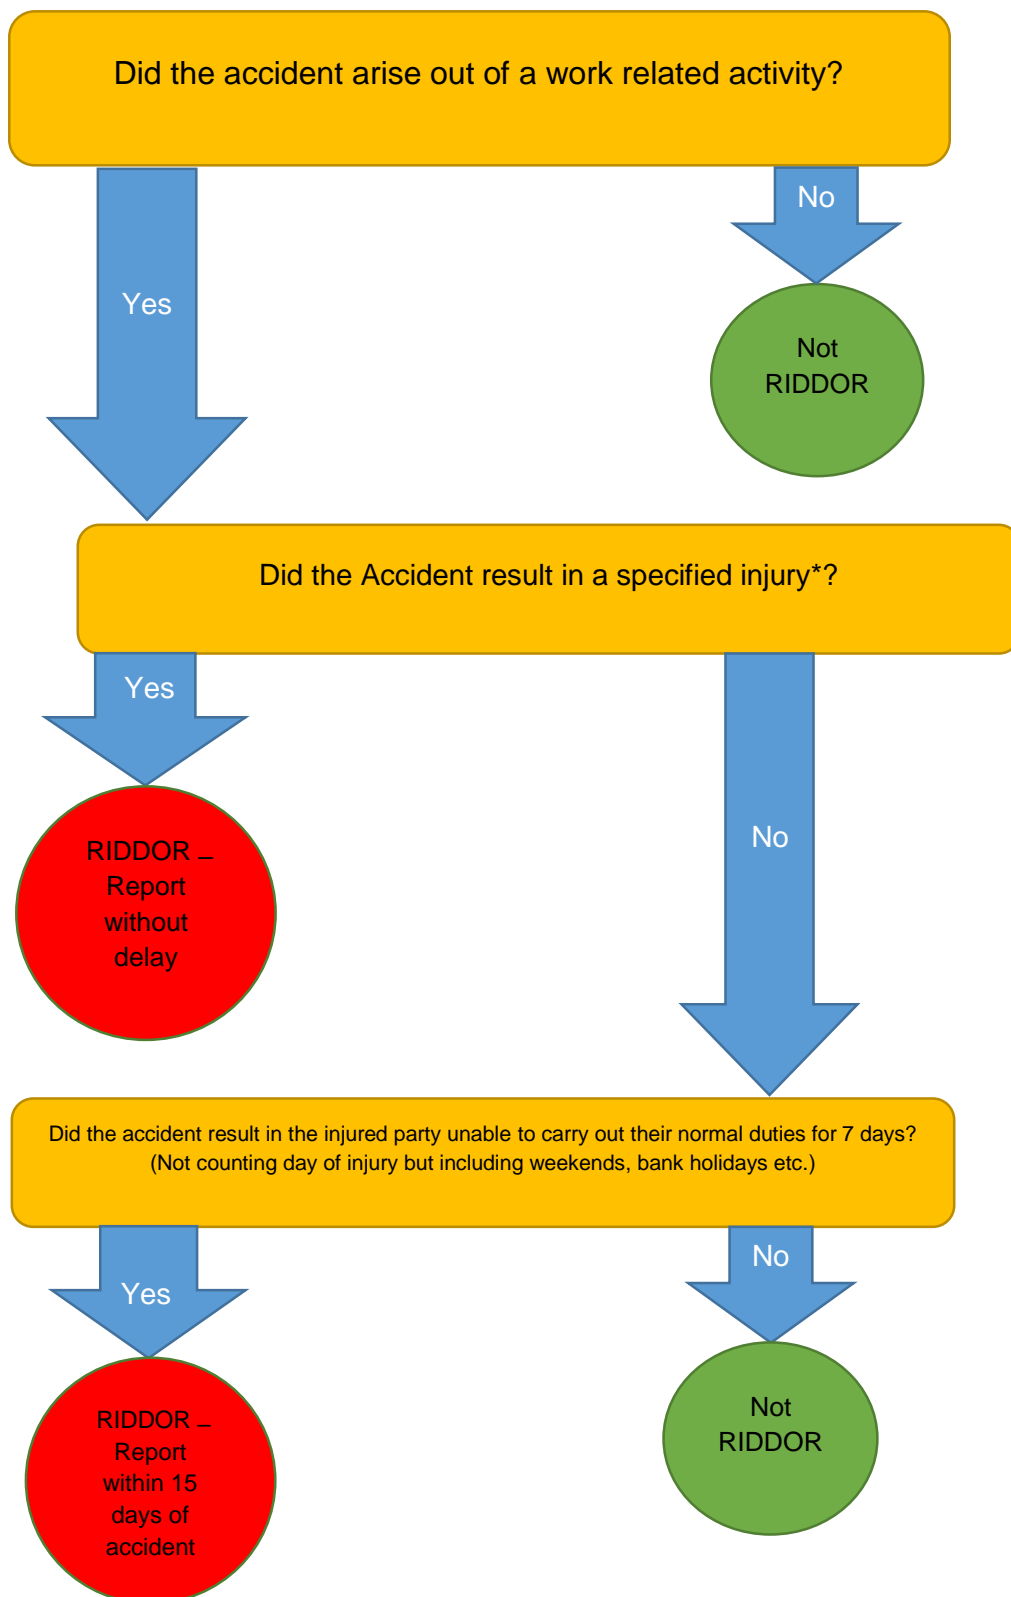 Did the accident arise out of a work related activity?
No
Yes
Not
RIDDOR
Did the Accident result in a specified injury*?
Yes
No
RIDDOR –
Report
without
delay
Did the accident result in the injured party unable to carry out their normal duties for 7 days?
(Not counting day of injury but including weekends, bank holidays etc.)
No
Yes
Not
RIDDOR
RIDDOR –
Report
within 15
days of
accident